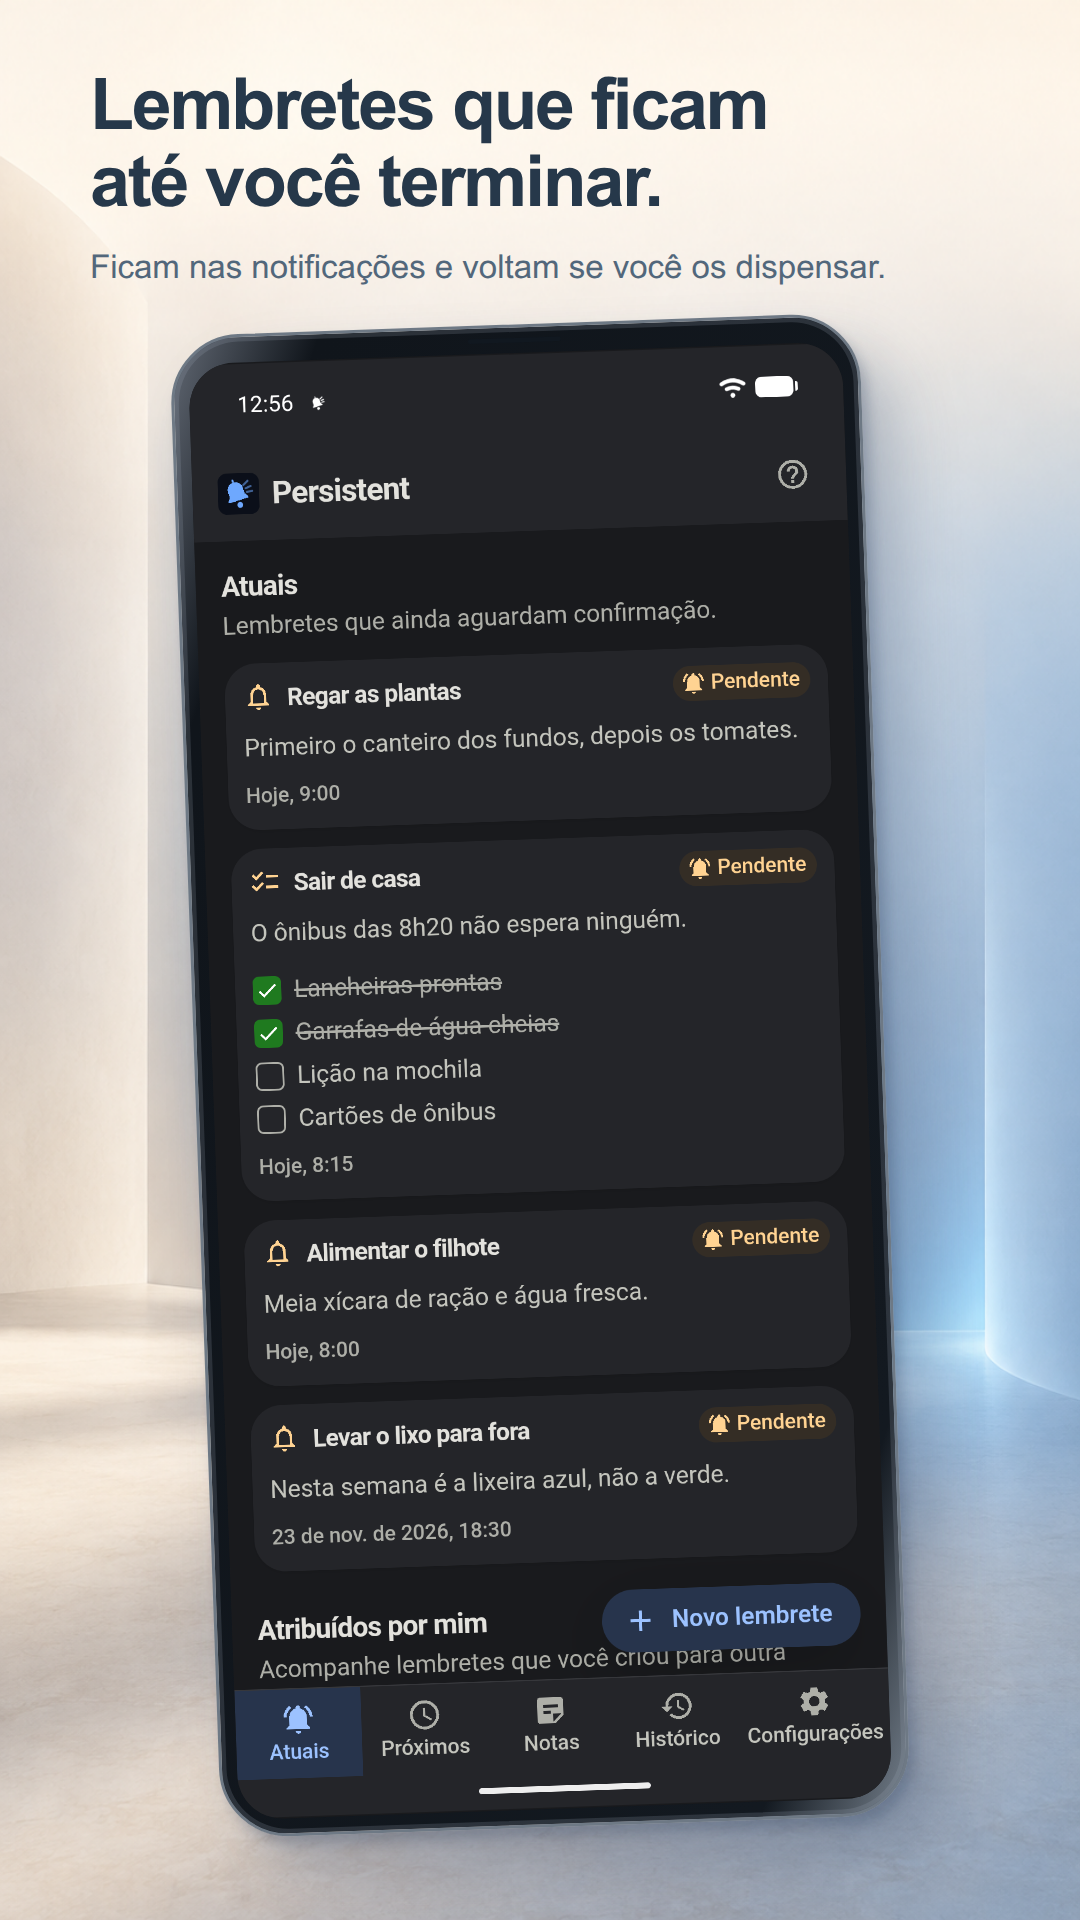 Lembretes que ficam
até você terminar.
Ficam nas notificações e voltam se você os dispensar.
12:56
Persistent
Atuais
Lembretes que ainda aguardam confirmação.
Regar as plantas
Pendente
Primeiro o canteiro dos fundos, depois os tomates.
Hoje, 9:00
Sair de casa
Pendente
O ônibus das 8h20 não espera ninguém.
Lancheiras prontas
Garrafas de água cheias
Lição na mochila
Cartões de ônibus
Hoje, 8:15
Alimentar o filhote
Pendente
Meia xícara de ração e água fresca.
Hoje, 8:00
Levar o lixo para fora
Pendente
Nesta semana é a lixeira azul, não a verde.
23 de nov. de 2026, 18:30
Atribuídos por mim
Novo lembrete
Acompanhe lembretes que você criou para outra
Atuais
Próximos
Notas
Histórico
Configurações